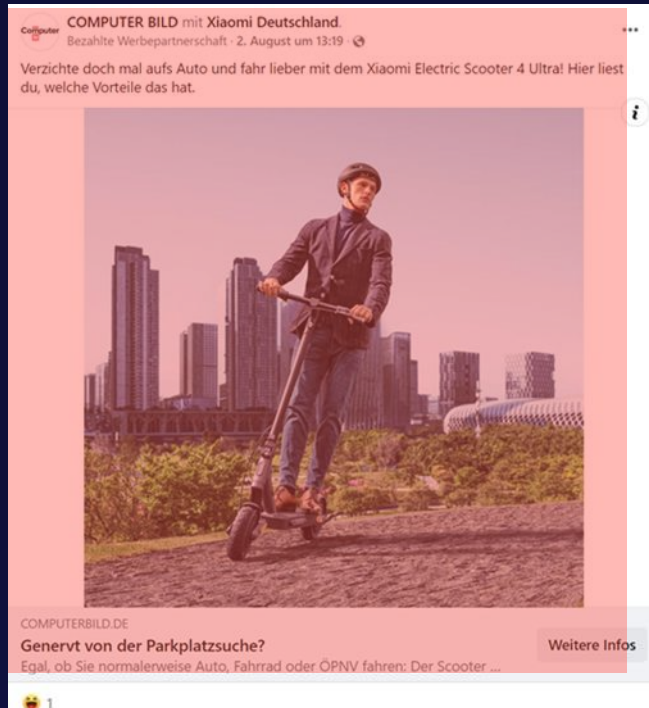 Computer
COMPUTER BILD mit Xiaomi Deutschland.
Bezahlte Werbepartnerschaft · 2. August um 13:19 ·
Verzichte doch mal aufs Auto und fahr lieber mit dem Xiaomi Electric Scooter 4 Ultra! Hier liest
du, welche Vorteile das hat.
i
COMPUTERBILD.DE
Genervt von der Parkplatzsuche?
Weitere Infos
Egal, ob Sie normalerweise Auto, Fahrrad oder ÖPNV fahren: Der Scooter ...
1